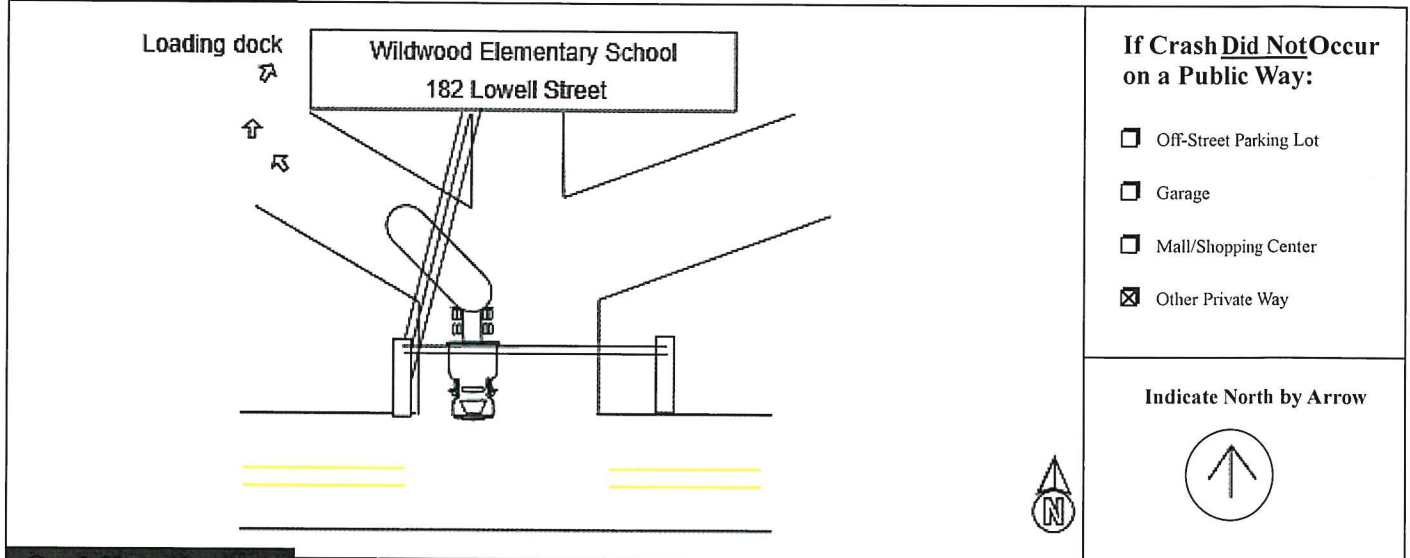 Loading dock
Wildwood Elementary School
182 Lowell Street
N
If Crash Did Not Occur
on a Public Way:
Off-Street Parking Lot
Garage
Mall/Shopping Center
Other Private Way
Indicate North by Arrow